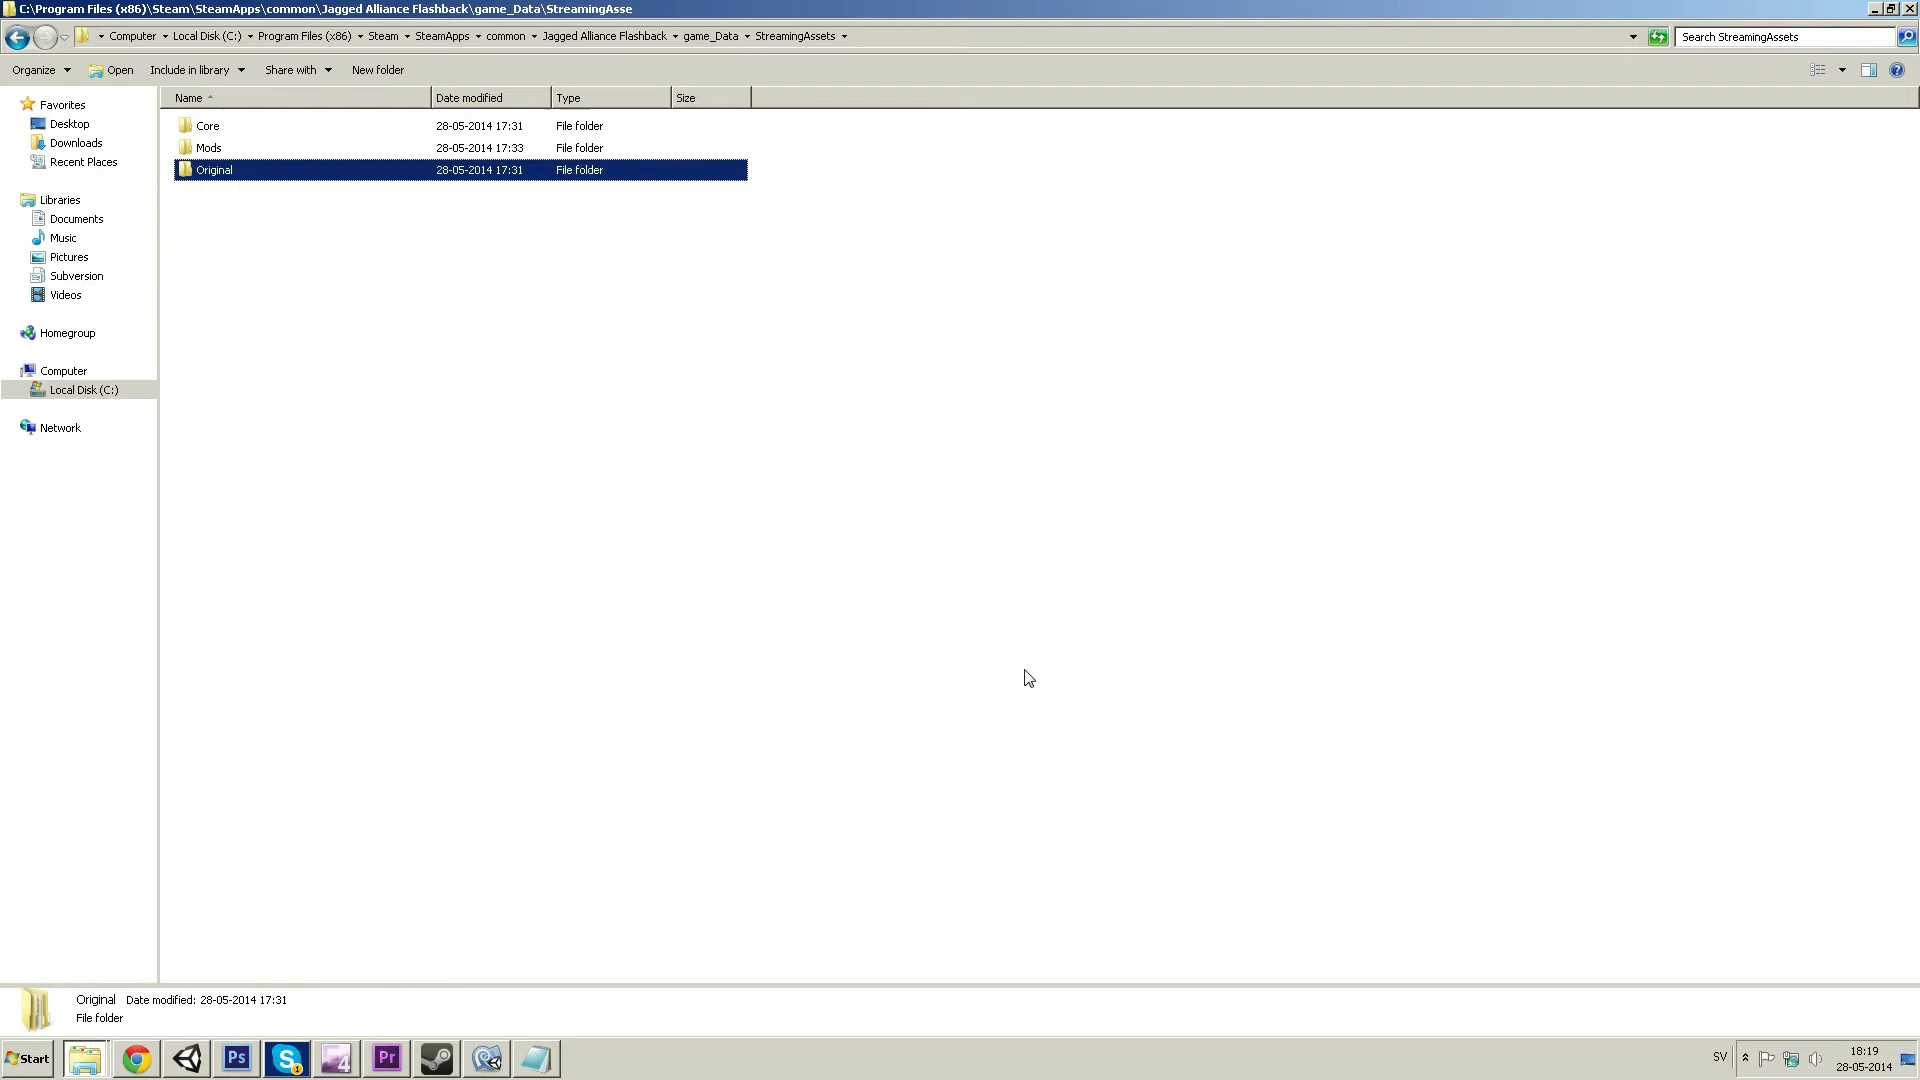 C:\Program Files (x86)\Steam\SteamApps\common\Jagged Alliance Flashback\game_Data\StreamingAsse
Computer Local Disk (C:) Program Files (x86) Steam SteamApps common Jagged Alliance Flashback game_Data StreamingAssets Search StreamingAssets
Organize Open Include in library Share with New folder
Name Date modified Type Size
Core 28-05-2014 17:31 File folder
Mods 28-05-2014 17:33 File folder
Original 28-05-2014 17:31 File folder
Favorites
Desktop
Downloads
Recent Places
Libraries
Documents
Music
Pictures
Subversion
Videos
Homegroup
Computer
Local Disk (C:)
Network
Original Date modified: 28-05-2014 17:31
File folder
Start Ps S 1 4 Pr SV 18:19
28-05-2014